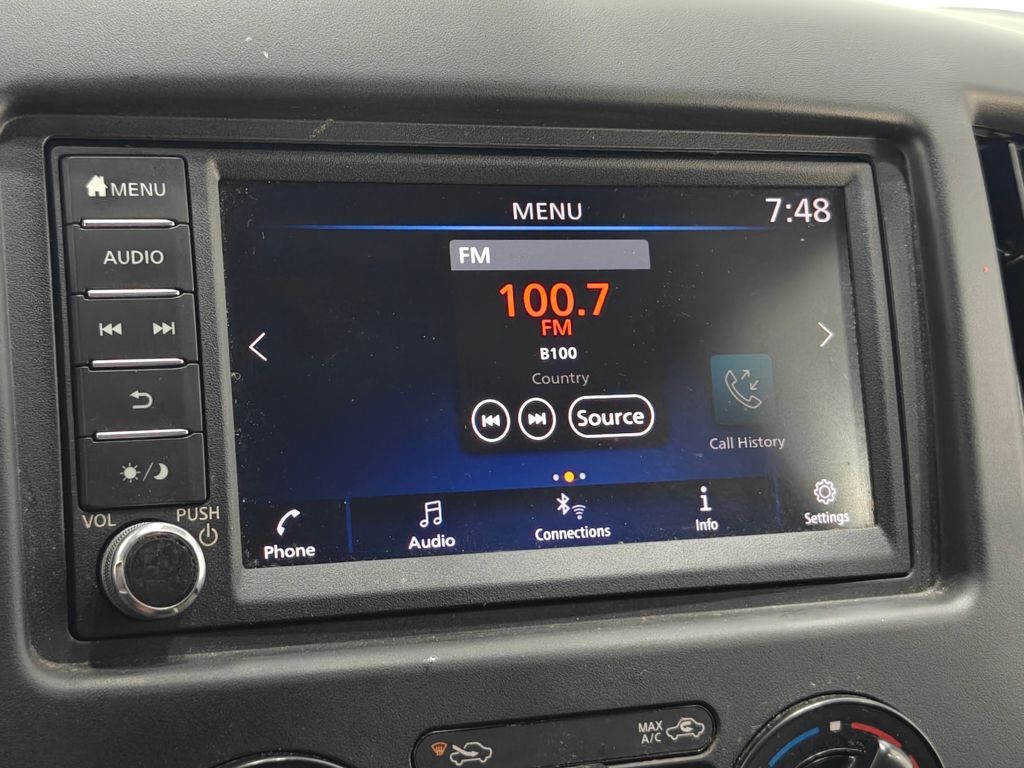 MENU
AUDIO
VOL
PUSH
MENU
7:48
FM
100.7
FM
B100
Country
Source
Call History
Phone
Audio
Connections
Info
Settings
MAX
A/C